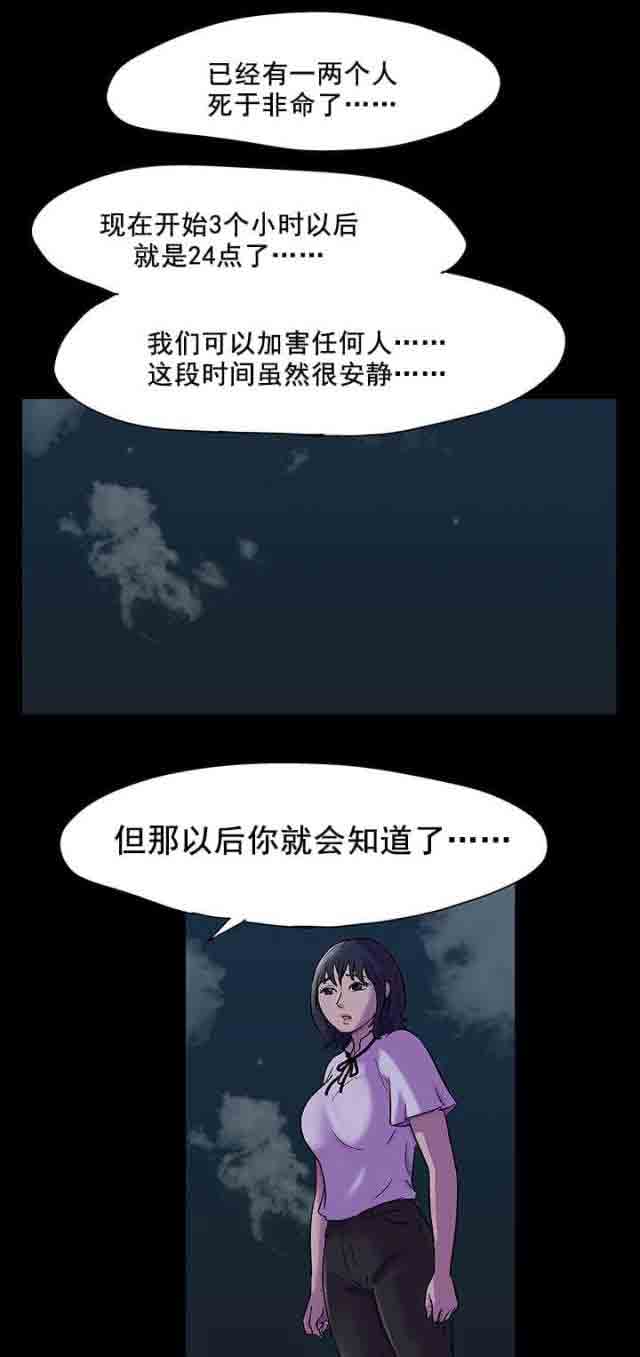 已经有一两个人
死于非命了……
现在开始3个小时以后
就是24点了……
我们可以加害任何人……
这段时间虽然很安静……
但那以后你就会知道了……